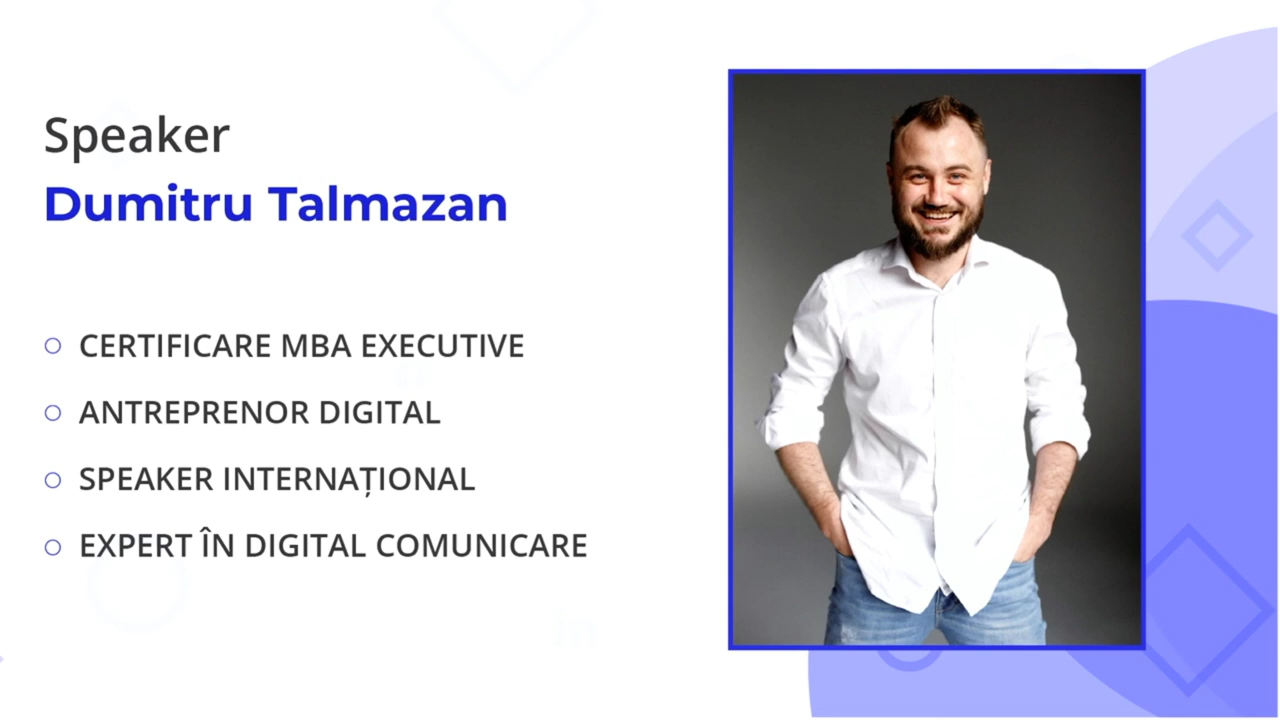 Speaker
Dumitru Talmazan
CERTIFICARE MBA EXECUTIVE
ANTREPRENOR DIGITAL
SPEAKER INTERNAȚIONAL
EXPERT ÎN DIGITAL COMUNICARE